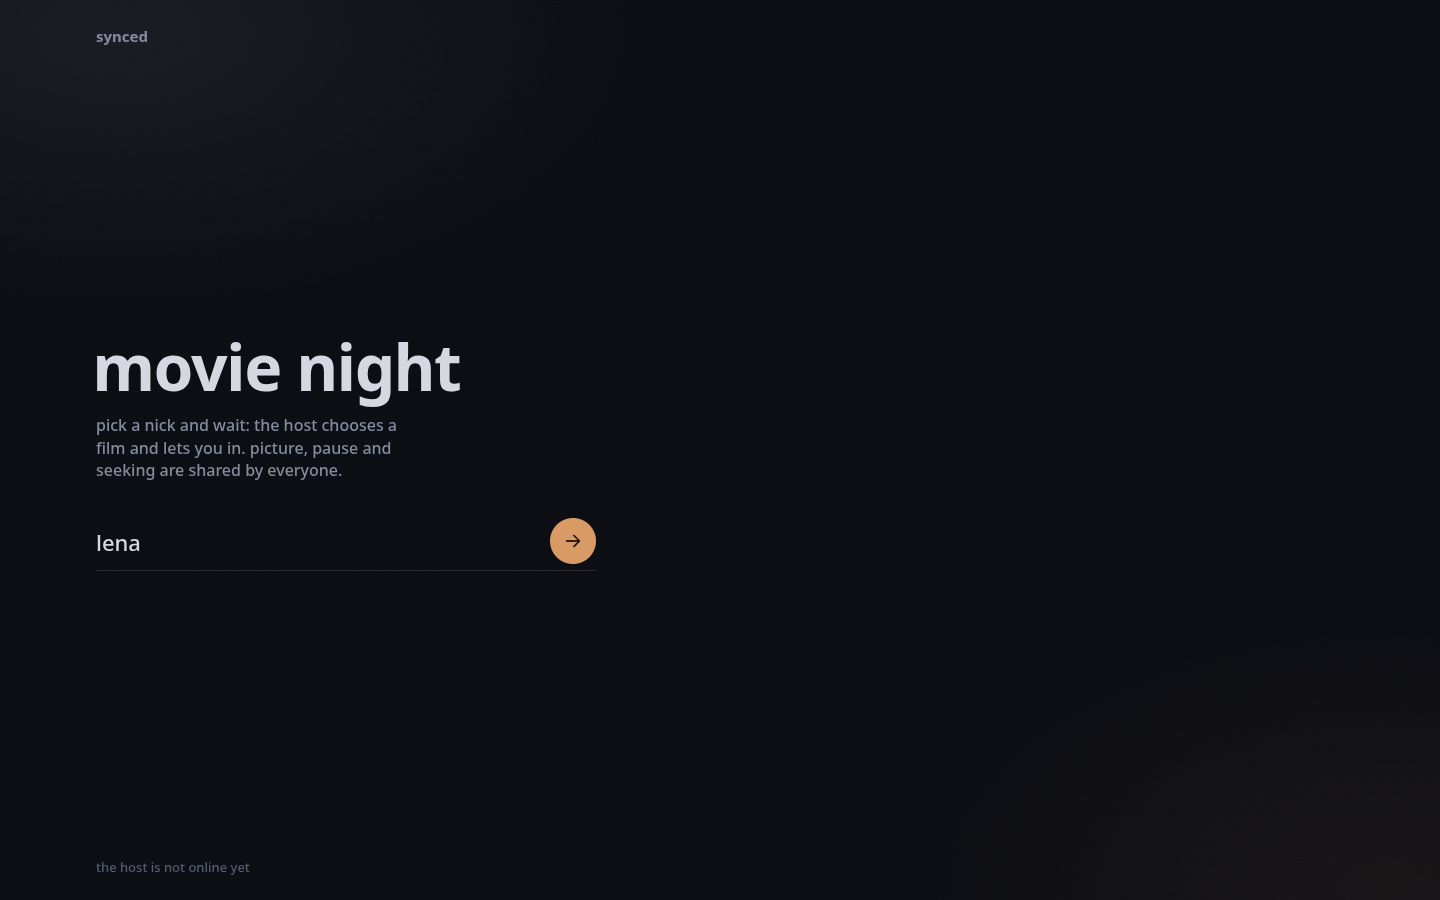 synced
movie night
pick a nick and wait: the host chooses a
film and lets you in. picture, pause and
seeking are shared by everyone.
lena
the host is not online yet